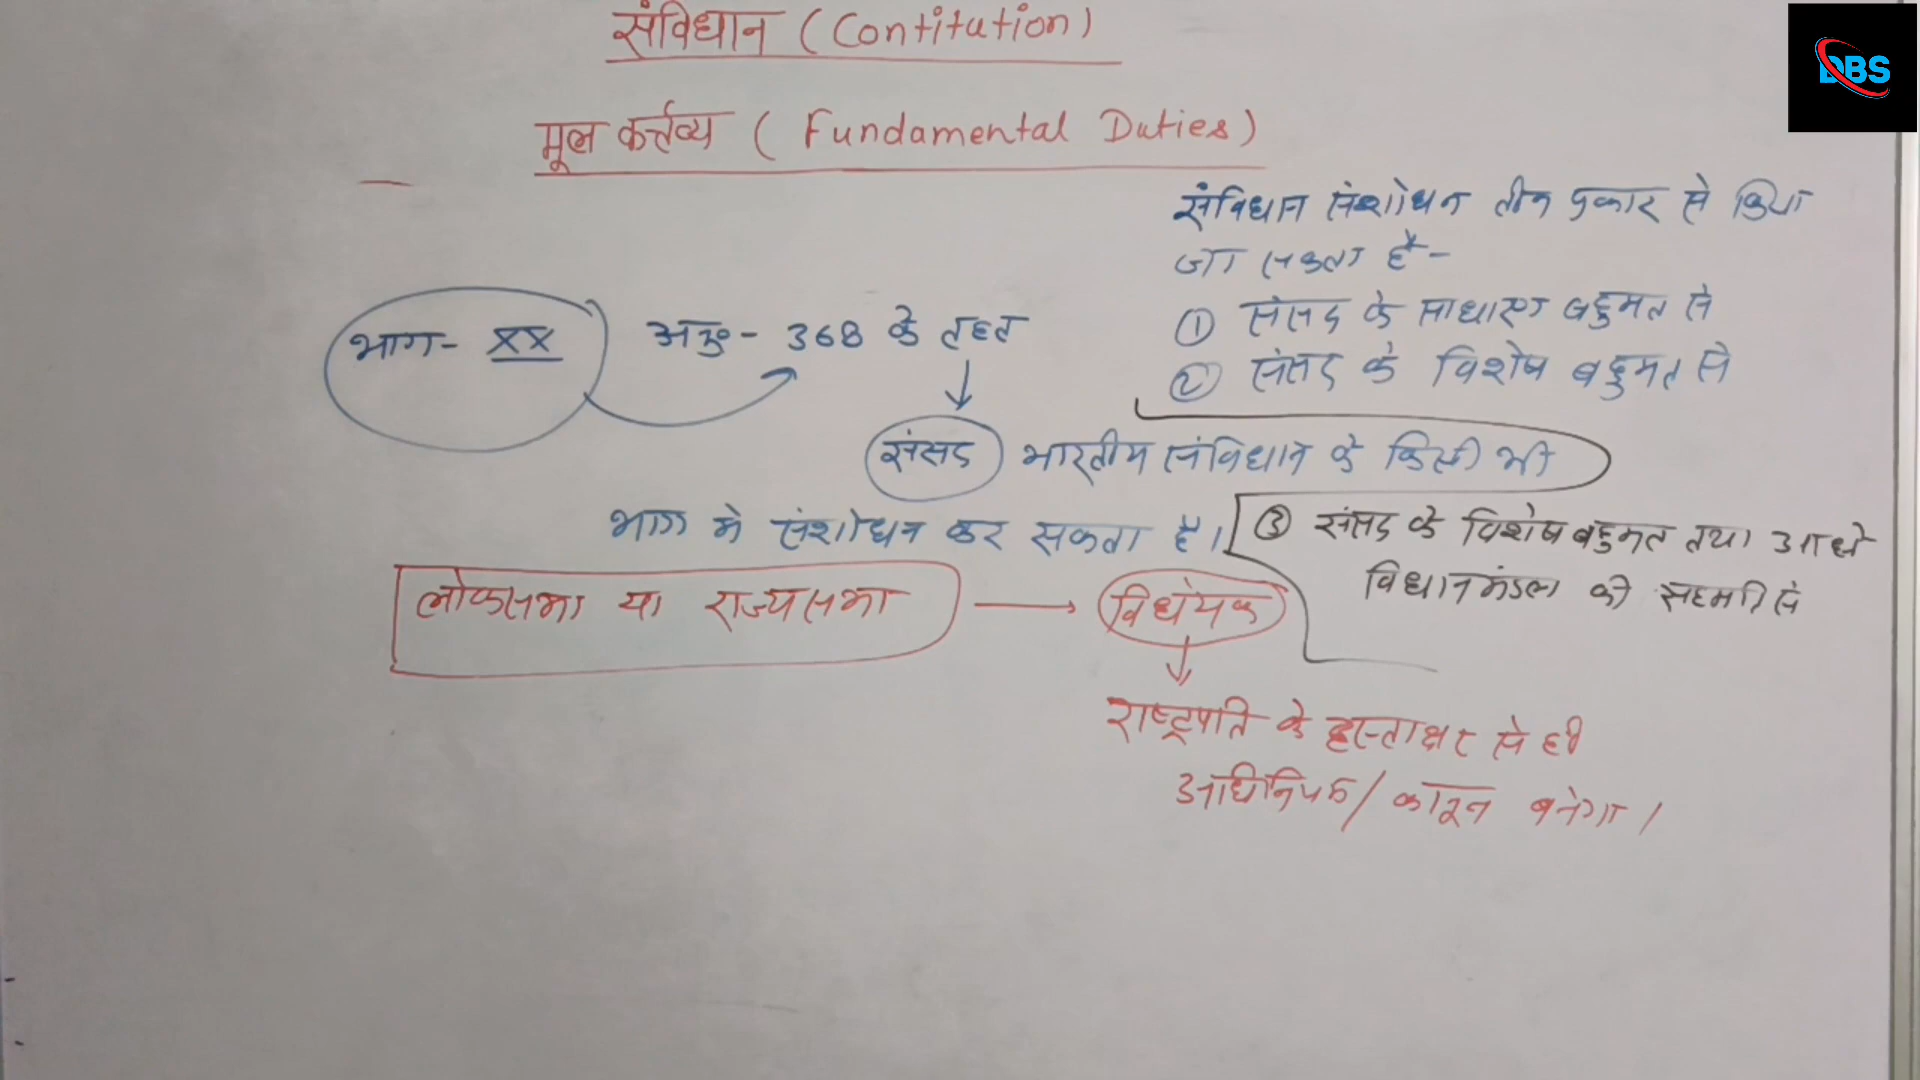 संविधान (Contitution)
मूल कर्त्तव्य ( Fundamental Duties)
DBS
संविधान संशोधन तीन प्रकार से किया
जा सकता है-
① संसद के साधारण बहुमत से
② संसद के विशेष बहुमत से
भाग- XX अनु०- 368 के तहत
संसद भारतीय संविधान के किसी भी
भाग मे संशोधन कर सकता है।
③ संसद के विशेष बहुमत तथा आधे
विधानमंडल की सहमति से
लोकसभा या राज्यसभा → विधेयक
राष्ट्रपति के हस्ताक्षर से ही
अधिनियम/कानून बनेगा।